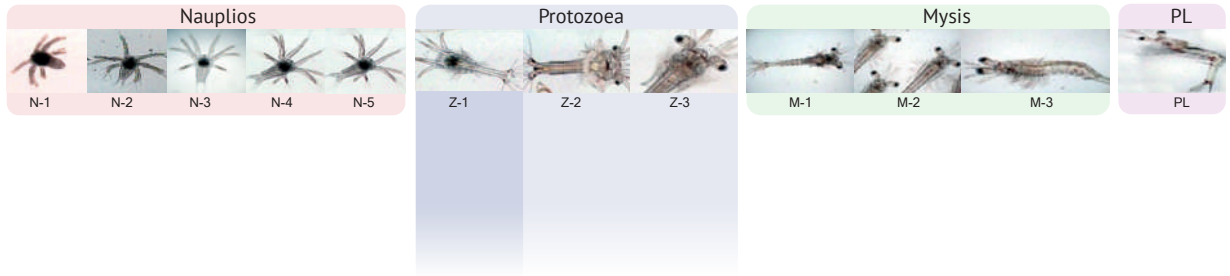 Nauplios Protozoea Mysis PL
N-1 N-2 N-3 N-4 N-5 Z-1 Z-2 Z-3 M-1 M-2 M-3 PL